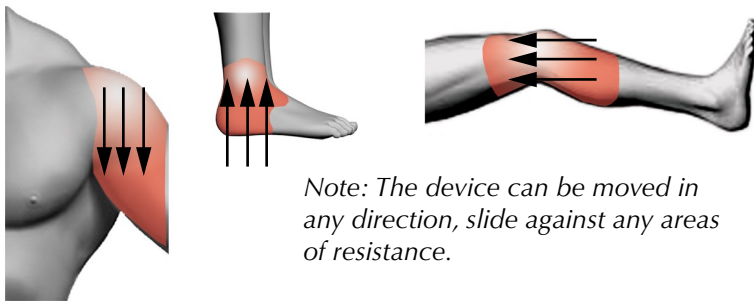 Note: The device can be moved in
any direction, slide against any areas
of resistance.